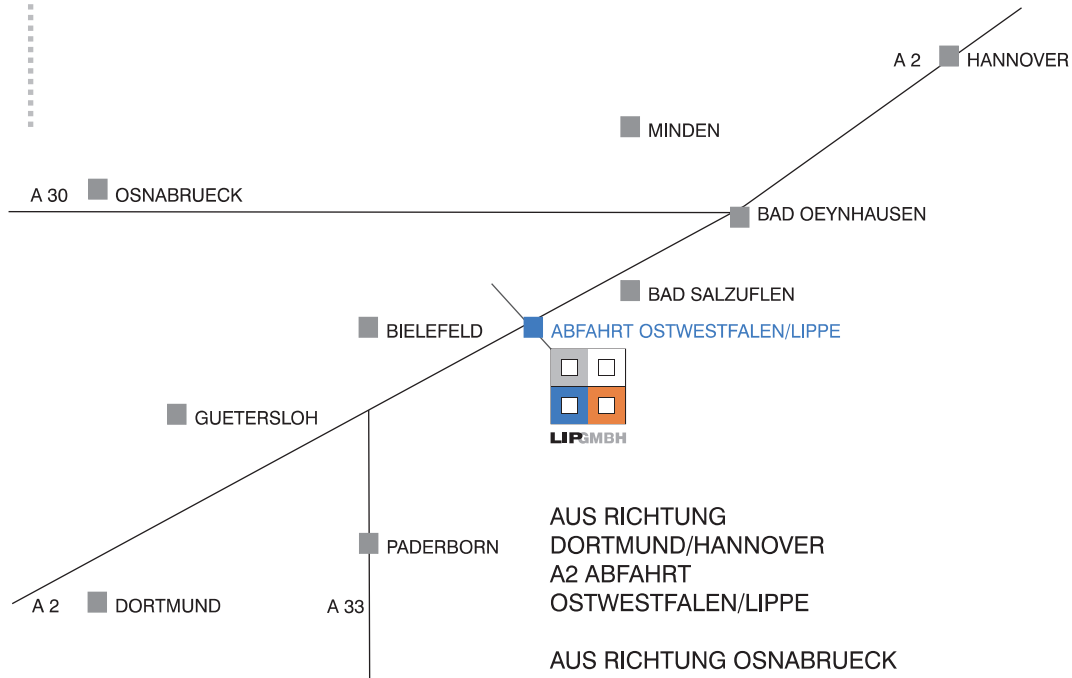 A 2
HANNOVER
MINDEN
A 30
OSNABRUECK
BAD OEYNHAUSEN
BAD SALZUFLEN
BIELEFELD
ABFAHRT OSTWESTFALEN/LIPPE
GUETERSLOH
LIPGMBH
AUS RICHTUNG
DORTMUND/HANNOVER
A2 ABFAHRT
OSTWESTFALEN/LIPPE
PADERBORN
A 2
DORTMUND
A 33
AUS RICHTUNG OSNABRUECK